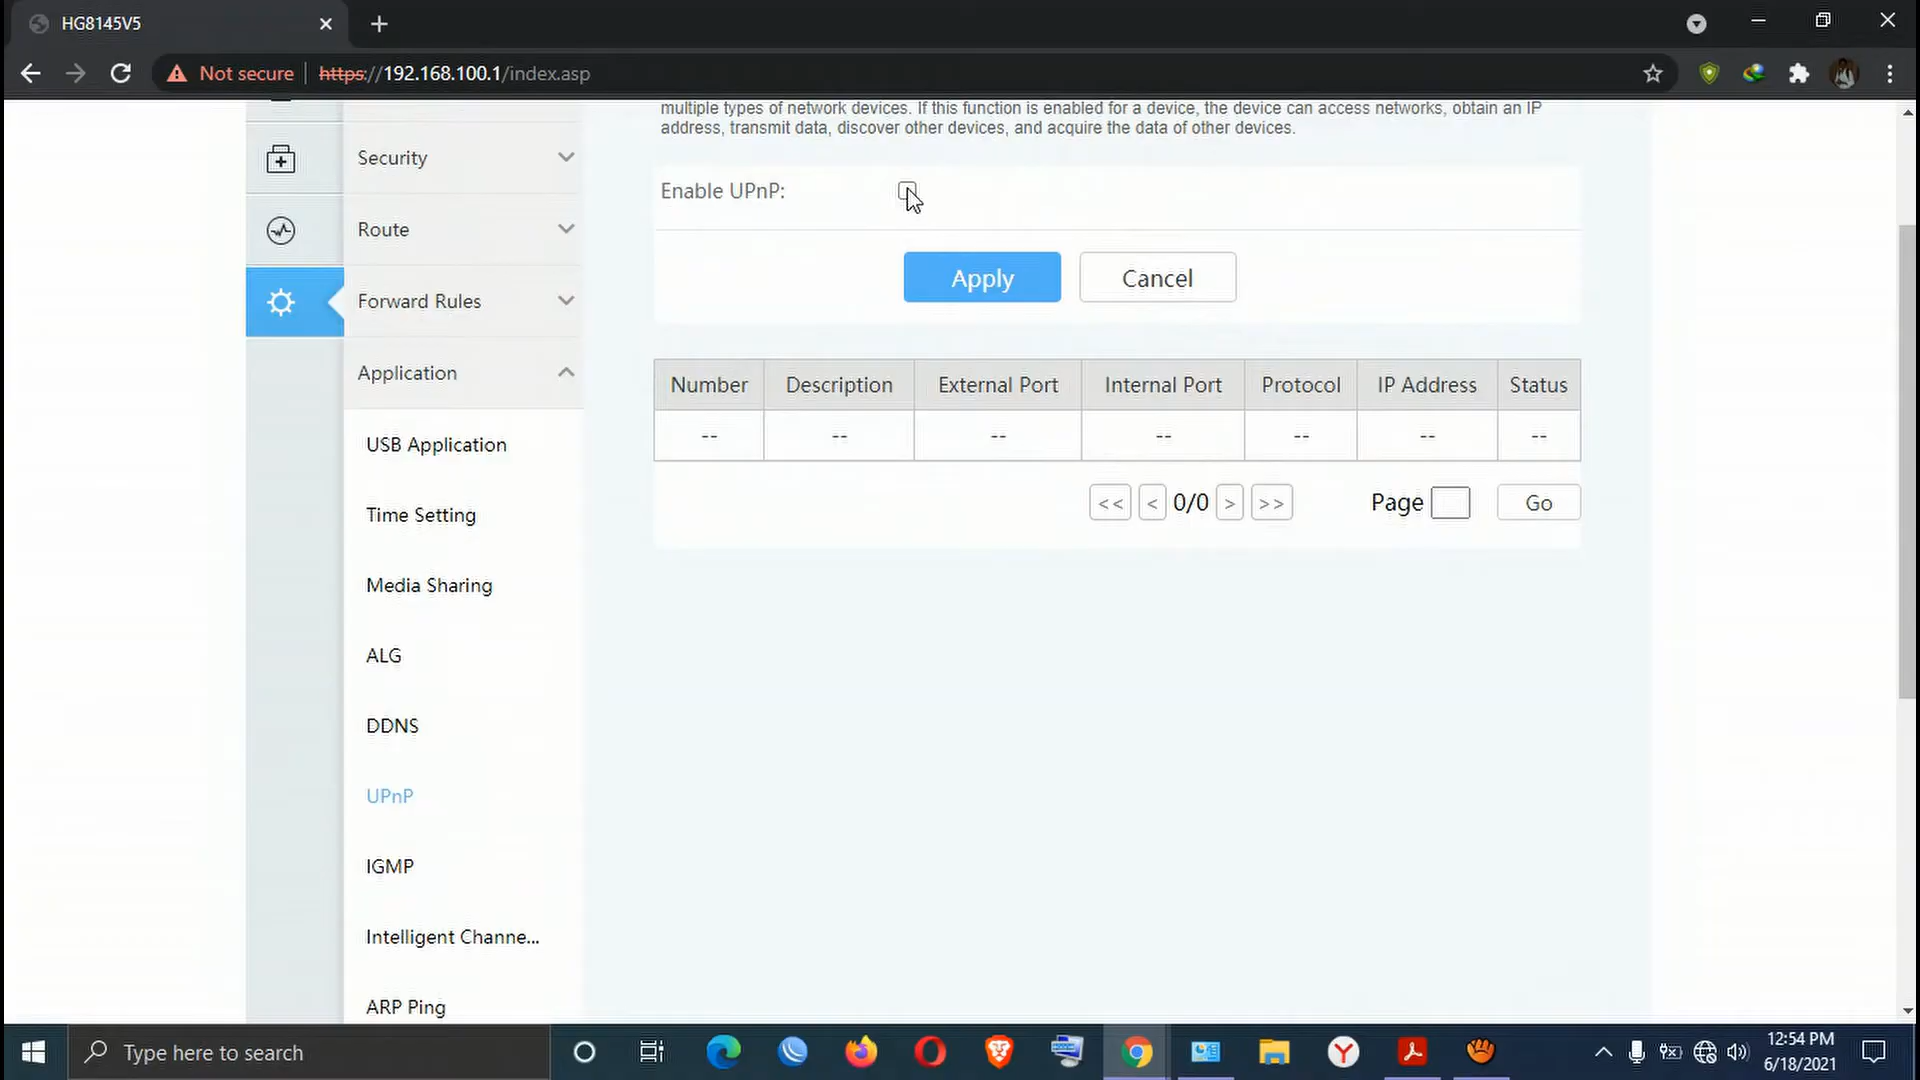 HG8145V5
Not secure https://192.168.100.1/index.asp
multiple types of network devices. If this function is enabled for a device, the device can access networks, obtain an IP
address, transmit data, discover other devices, and acquire the data of other devices.
Security
Enable UPnP:
Route
Apply Cancel
Forward Rules
Application
Number Description External Port Internal Port Protocol IP Address Status
-- -- -- -- -- -- --
USB Application
<< < 0/0 > >> Page Go
Time Setting
Media Sharing
ALG
DDNS
UPnP
IGMP
Intelligent Channe...
ARP Ping
Type here to search
12:54 PM
6/18/2021